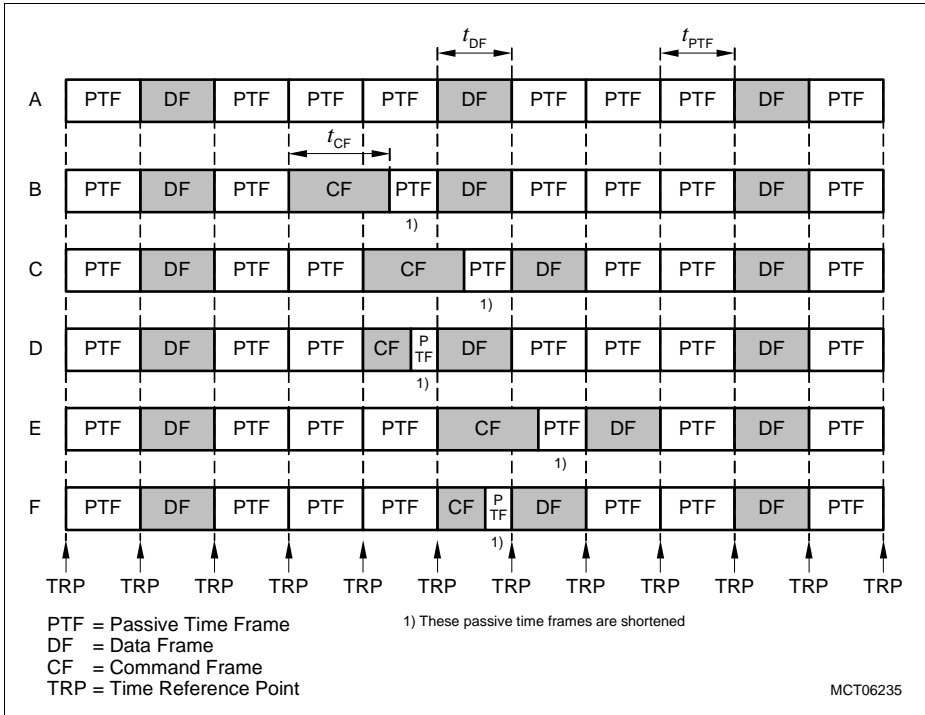 t_DF t_PTF
A PTF DF PTF PTF PTF DF PTF PTF PTF DF PTF
t_CF
B PTF DF PTF CF PTF DF PTF PTF PTF DF PTF
1)
C PTF DF PTF PTF CF PTF DF PTF PTF DF PTF
1)
D PTF DF PTF PTF CF P TF DF PTF PTF PTF DF PTF
1)
E PTF DF PTF PTF PTF CF PTF DF PTF DF PTF
1)
F PTF DF PTF PTF PTF CF P TF DF PTF PTF DF PTF
1)
TRP TRP TRP TRP TRP TRP TRP TRP TRP TRP TRP TRP
PTF = Passive Time Frame
1) These passive time frames are shortened
DF = Data Frame
CF = Command Frame
TRP = Time Reference Point
MCT06235